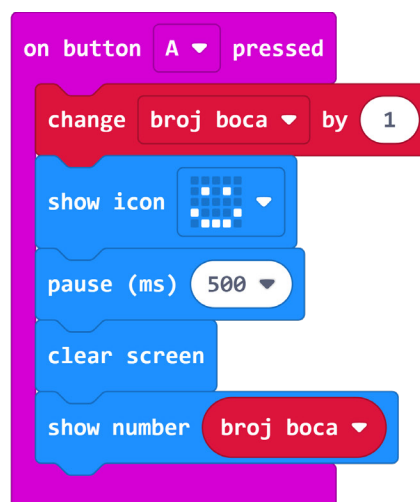 on button A pressed
change broj boca by 1
show icon
pause (ms) 500
clear screen
show number broj boca